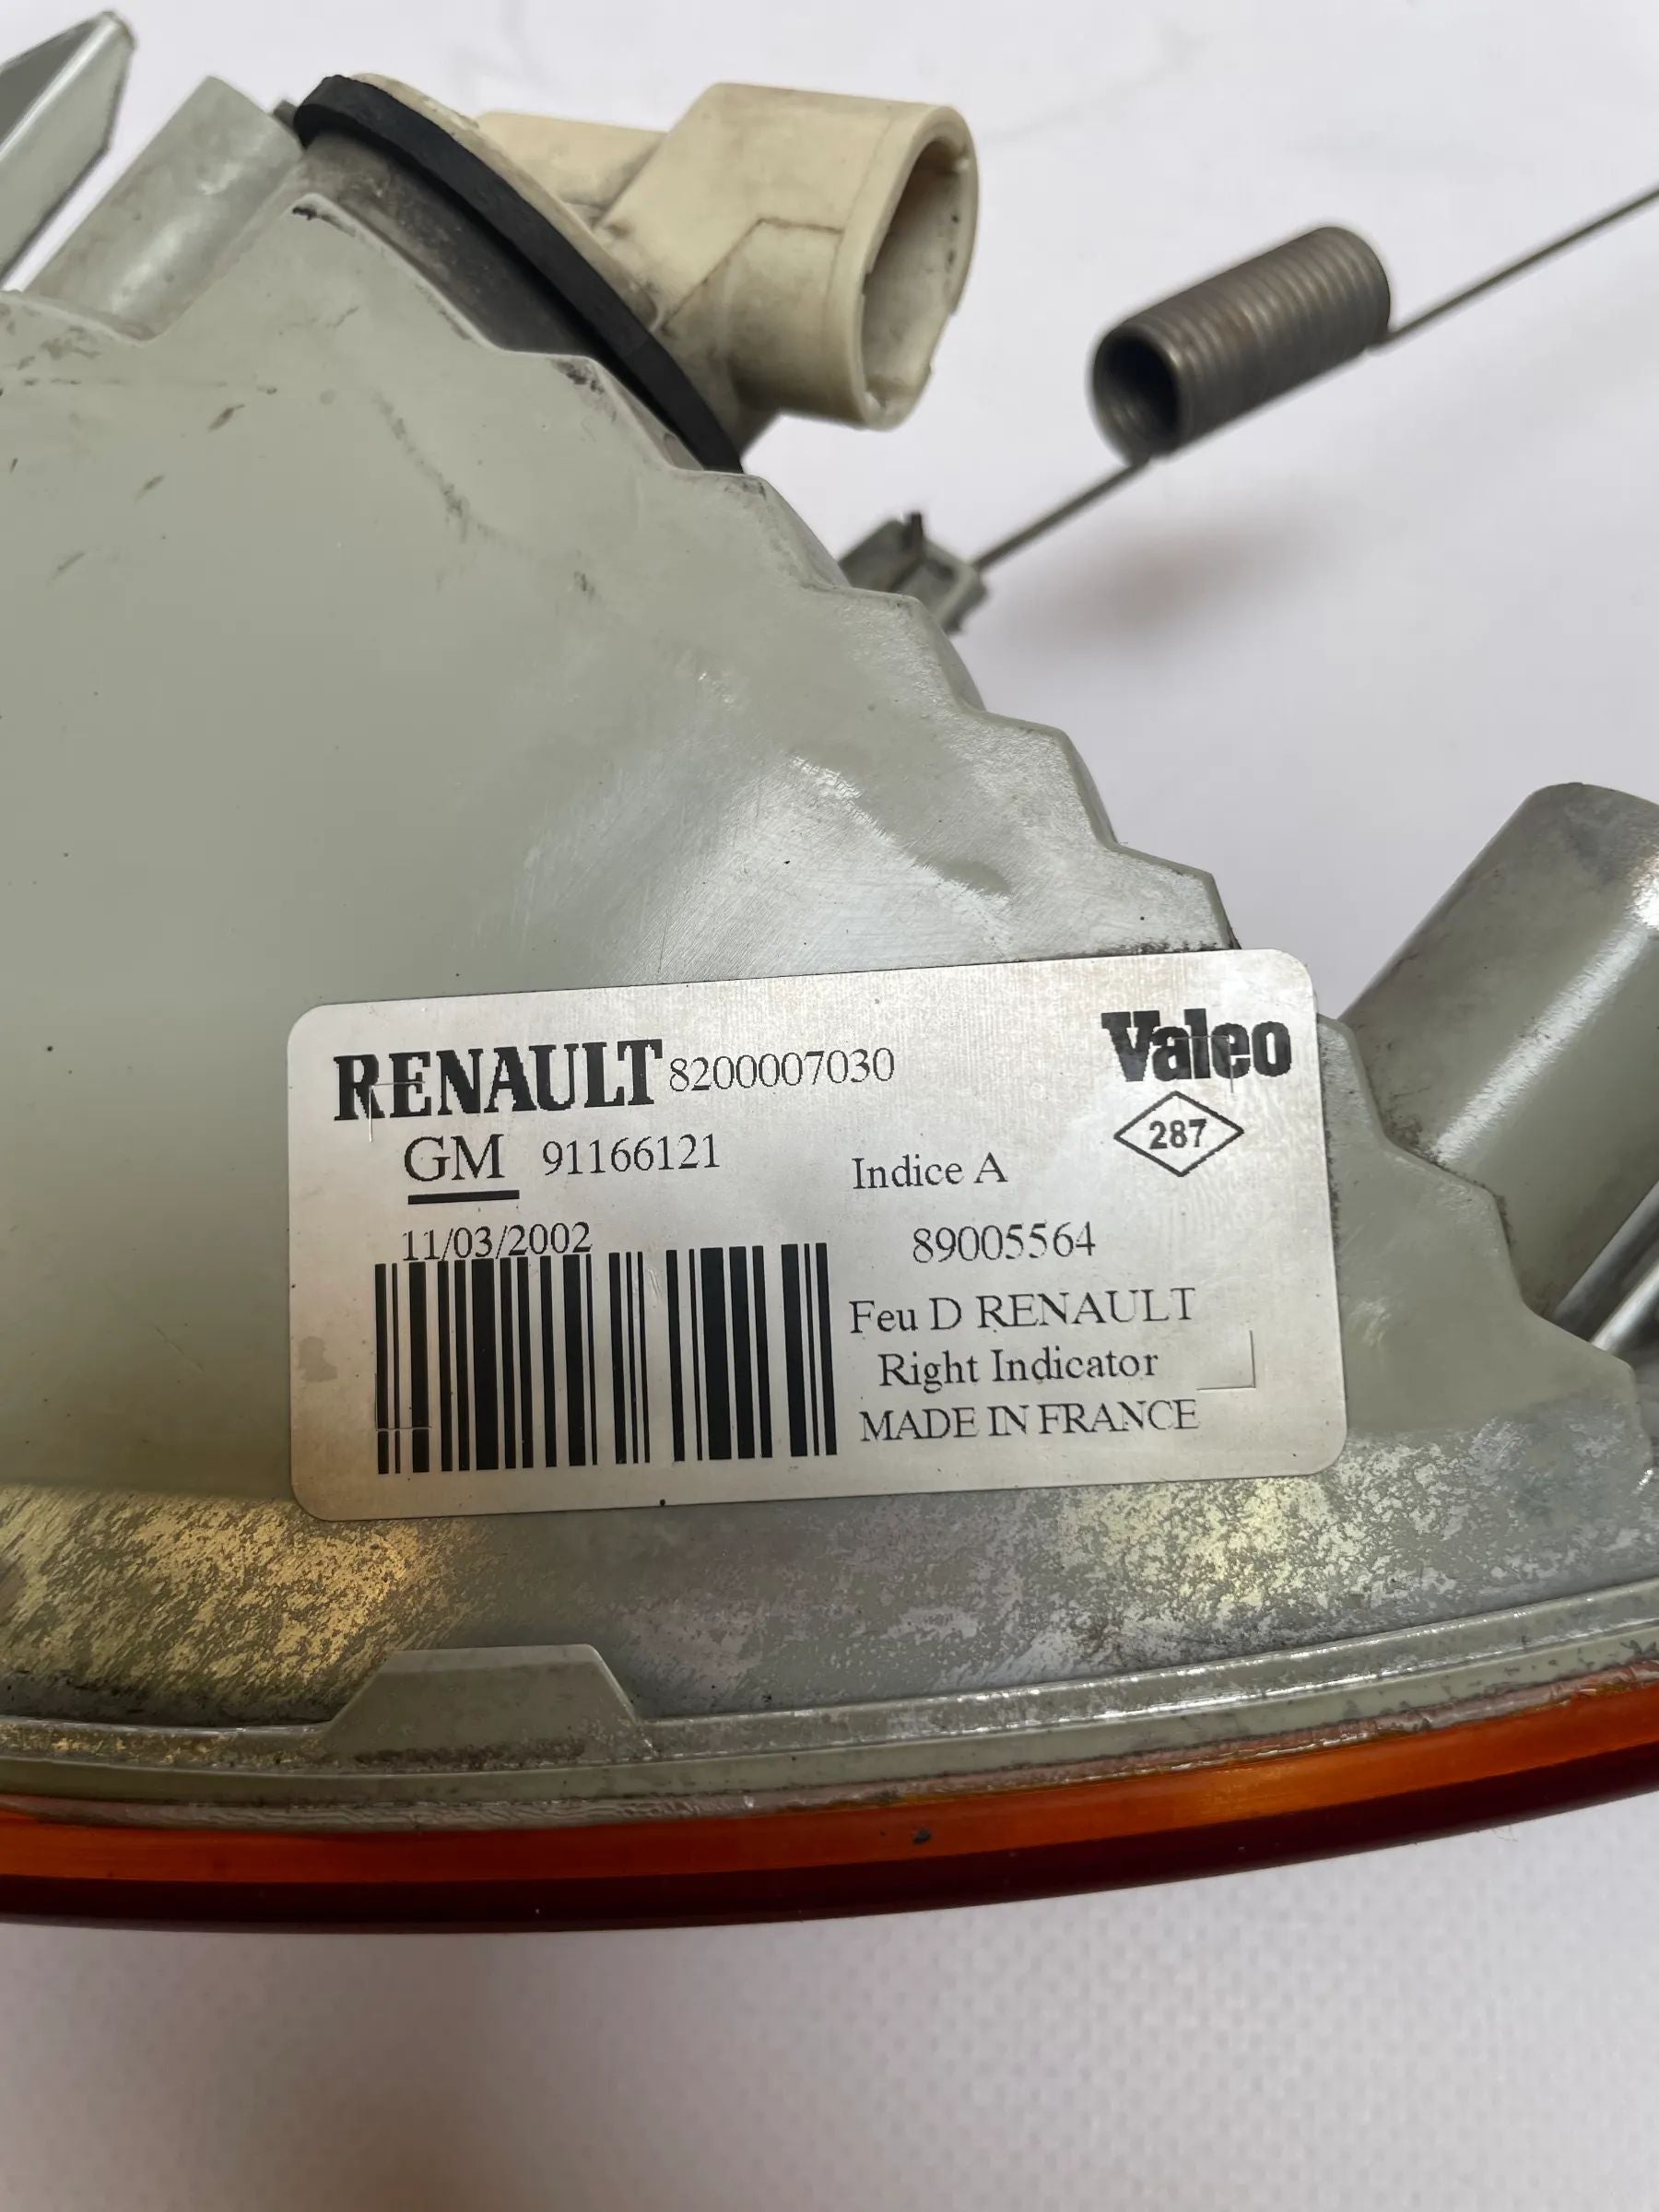 RENAULT 8200007030 Valeo
GM 91166121 Indice A 287
11/03/2002 89005564
Feu D RENAULT
Right Indicator
MADE IN FRANCE